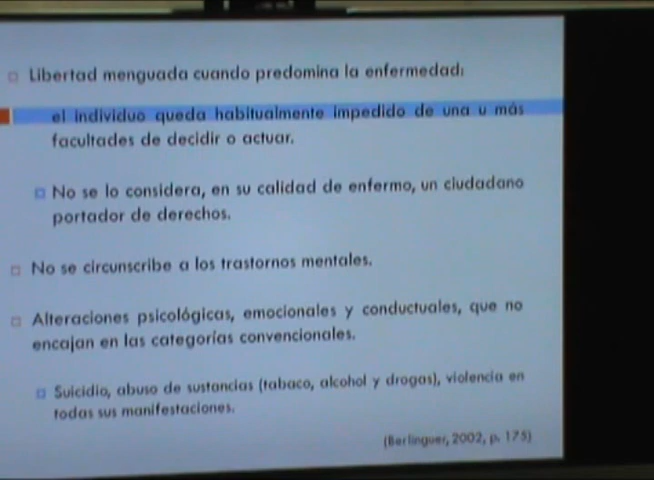 Libertad menguada cuando predomina la enfermedad:
el individuo queda habitualmente impedido de una u más
facultades de decidir o actuar.
No se lo considera, en su calidad de enfermo, un ciudadano
portador de derechos.
No se circunscribe a los trastornos mentales.
Alteraciones psicológicas, emocionales y conductuales, que no
encajan en las categorías convencionales.
Suicidio, abuso de sustancias (tabaco, alcohol y drogas), violencia en
todas sus manifestaciones.
(Berlinguer, 2002, p. 175)